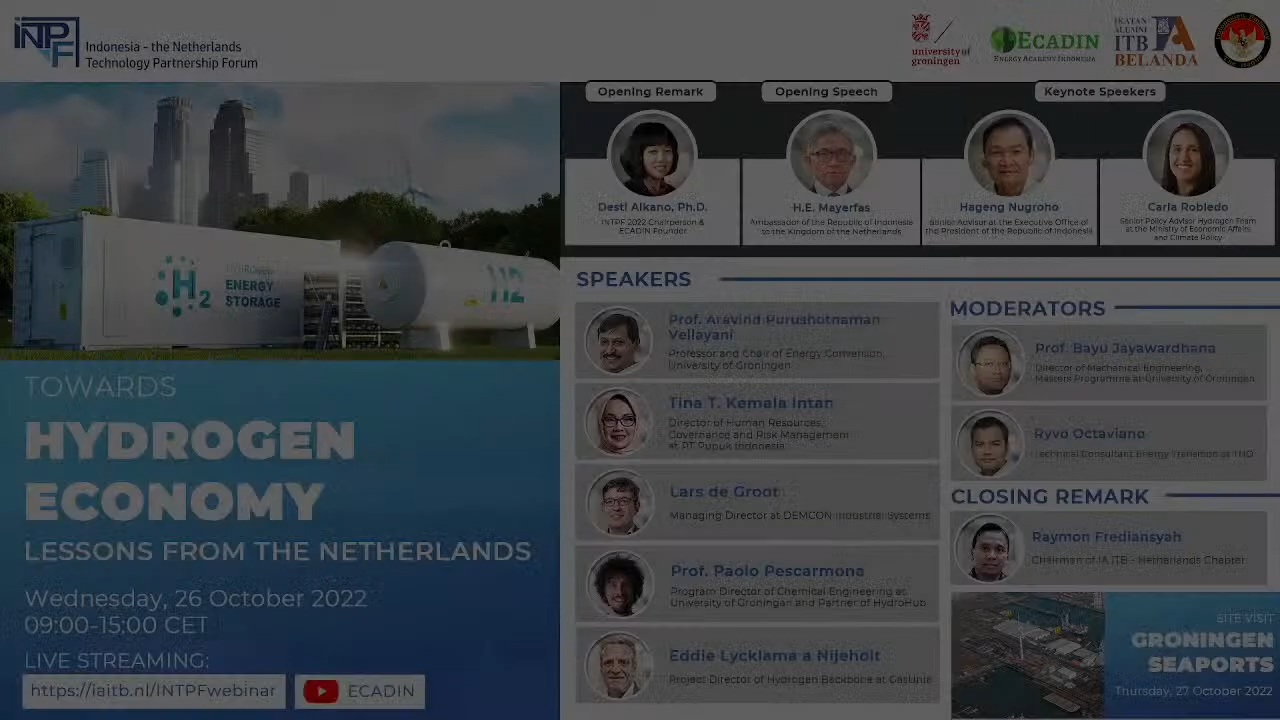 INPF
Indonesia - the Netherlands
Technology Partnership Forum
university of
groningen
ECADIN
ENERGY ACADEMY INDONESIA
IKATAN
ALUMNI
ITB
BELANDA
H2
HYDROGEN
ENERGY
STORAGE
H2
TOWARDS
HYDROGEN
ECONOMY
LESSONS FROM THE NETHERLANDS
Wednesday, 26 October 2022
09:00-15:00 CET
LIVE STREAMING:
https://iaitb.nl/INTPFwebinar
ECADIN
Opening Remark
Desti Alkano, Ph.D.
INTPF 2022 Chairperson &
ECADIN Founder
Opening Speech
H.E. Mayerfas
Ambassador of the Republic of Indonesia
to the Kingdom of the Netherlands
Keynote Speakers
Hageng Nugroho
Senior Advisor at the Executive Office of
the President of the Republic of Indonesia
Carla Robledo
Senior Policy Advisor Hydrogen Team
at the Ministry of Economic Affairs
and Climate Policy
SPEAKERS
Prof. Aravind Purushotnaman
Vellayani
Professor and Chair of Energy Conversion,
University of Groningen
Tina T. Kemala Intan
Director of Human Resources,
Governance and Risk Management
at PT Pupuk Indonesia
Lars de Groot
Managing Director at DEMCON Industrial Systems
Prof. Paolo Pescarmona
Program Director of Chemical Engineering at
University of Groningan and Partner of HydroHub
Eddie Lycklama a Nijeholt
Project Director of Hydrogen Backbone at Gasunie
MODERATORS
Prof. Bayu Jayawardhana
Director of Mechanical Engineering,
Masters Programme at University of Groningen
Ryvo Octaviano
Technical Consultant Energy Transition at TNO
CLOSING REMARK
Raymon Frediansyah
Chairman of IA ITB - Netherlands Chapter
SITE VISIT
GRONINGEN
SEAPORTS
Thursday, 27 October 2022